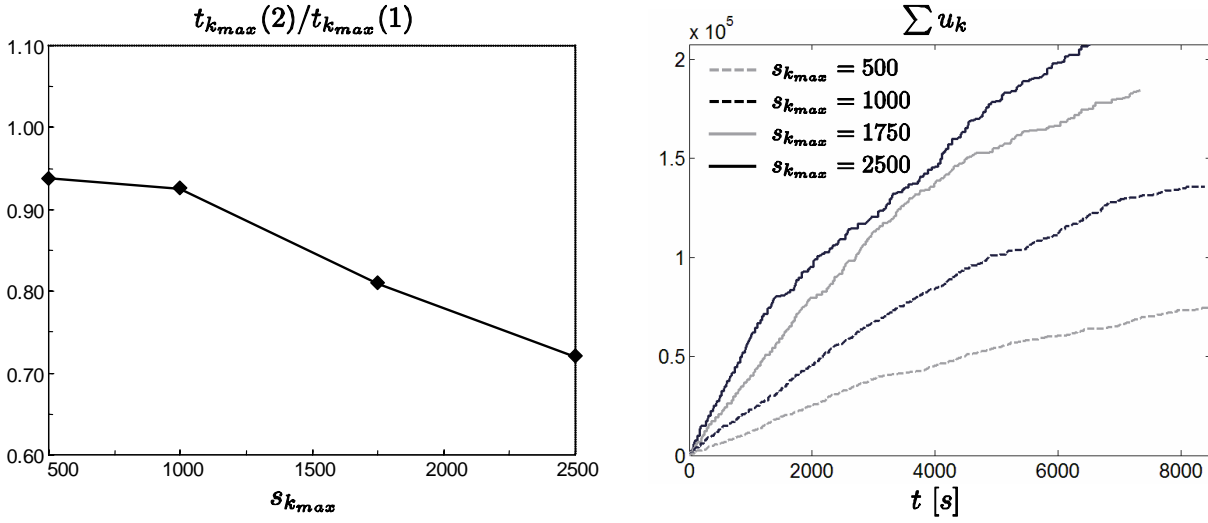 t_{k_{max}}(2)/t_{k_{max}}(1)
1.10
1.00
0.90
0.80
0.70
0.60
500 1000 1500 2000 2500
s_{k_{max}}
∑ u_k
x 10^5
2
1.5
1
0.5
0
s_{k_{max}} = 500
s_{k_{max}} = 1000
s_{k_{max}} = 1750
s_{k_{max}} = 2500
0 2000 4000 6000 8000
t [s]